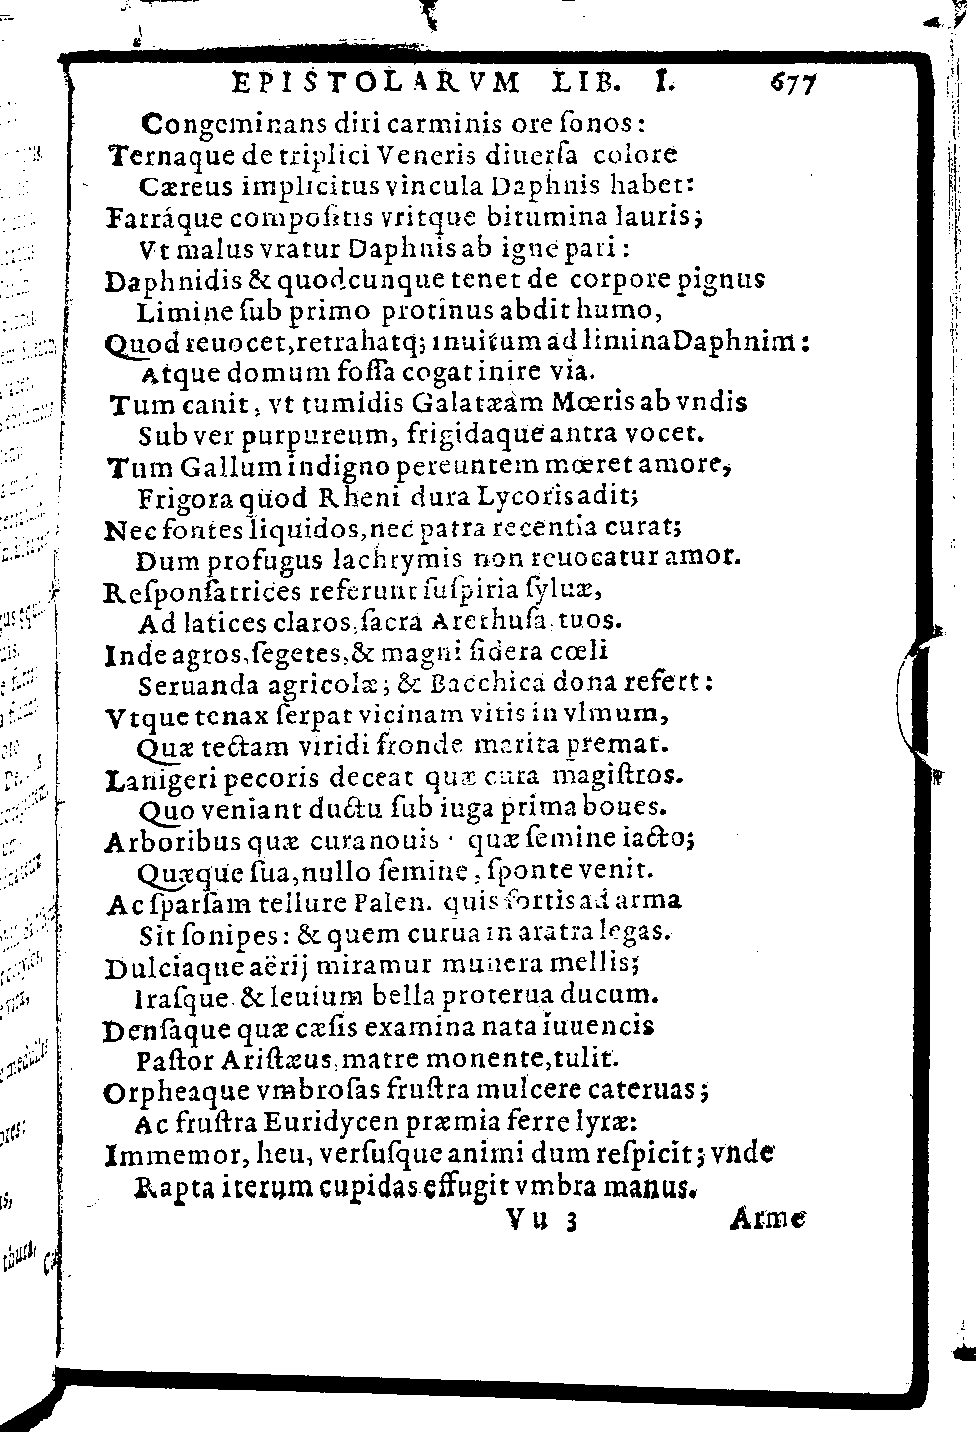 EPISTOLARVM LIB. I. 677
Congeminans diri carminis ore ſonos:
Ternaque de triplici Veneris diuerſa colore
Cæreus implicitus vincula Daphnis habet:
Farráque compoſitis vritque bitumina lauris;
Vt malus vratur Daphnis ab igne pari:
Daphnidis & quodcunque tenet de corpore pignus
Limine ſub primo protinus abdit humo,
Quod reuocet, retrahatq; inuitum ad limina Daphnim:
Atque domum foſſa cogat inire via.
Tum canit, vt tumidis Galatæam Mœris ab vndis
Sub ver purpureum, frigidaque antra vocet.
Tum Gallum indigno pereuntem mœret amore,
Frigora quod Rheni dura Lycoris adit;
Nec fontes liquidos, nec patra recentia curat;
Dum profugus lachrymis non reuocatur amor.
Reſponſatrices referunt ſuſpiria ſyluæ,
Ad latices claros, ſacra Arethuſa, tuos.
Inde agros, ſegetes, & magni ſidera cœli
Seruanda agricolæ; & Bacchica dona refert:
Vtque tenax ſerpat vicinam vitis in vlmum,
Quæ tectam viridi fronde marita premat.
Lanigeri pecoris deceat quæ cura magiſtros.
Quo veniant ductu ſub iuga prima boues.
Arboribus quæ cura nouis · quæ ſemine iacto;
Quæque ſua, nullo ſemine, ſponte venit.
Ac ſparſam tellure Palen. quis fortis ad arma
Sit ſonipes: & quem curua in aratra legas.
Dulciaque aërij miramur munera mellis;
Iraſque & leuium bella proterua ducum.
Denſaque quæ cæſis examina nata iuuencis
Paſtor Ariſtæus, matre monente, tulit.
Orpheaque vmbroſas fruſtra mulcere cateruas;
Ac fruſtra Euridycen præmia ferre lyræ:
Immemor, heu, verſuſque animi dum reſpicit; vnde
Rapta iterum cupidas effugit vmbra manus.
Vu 3 Arme